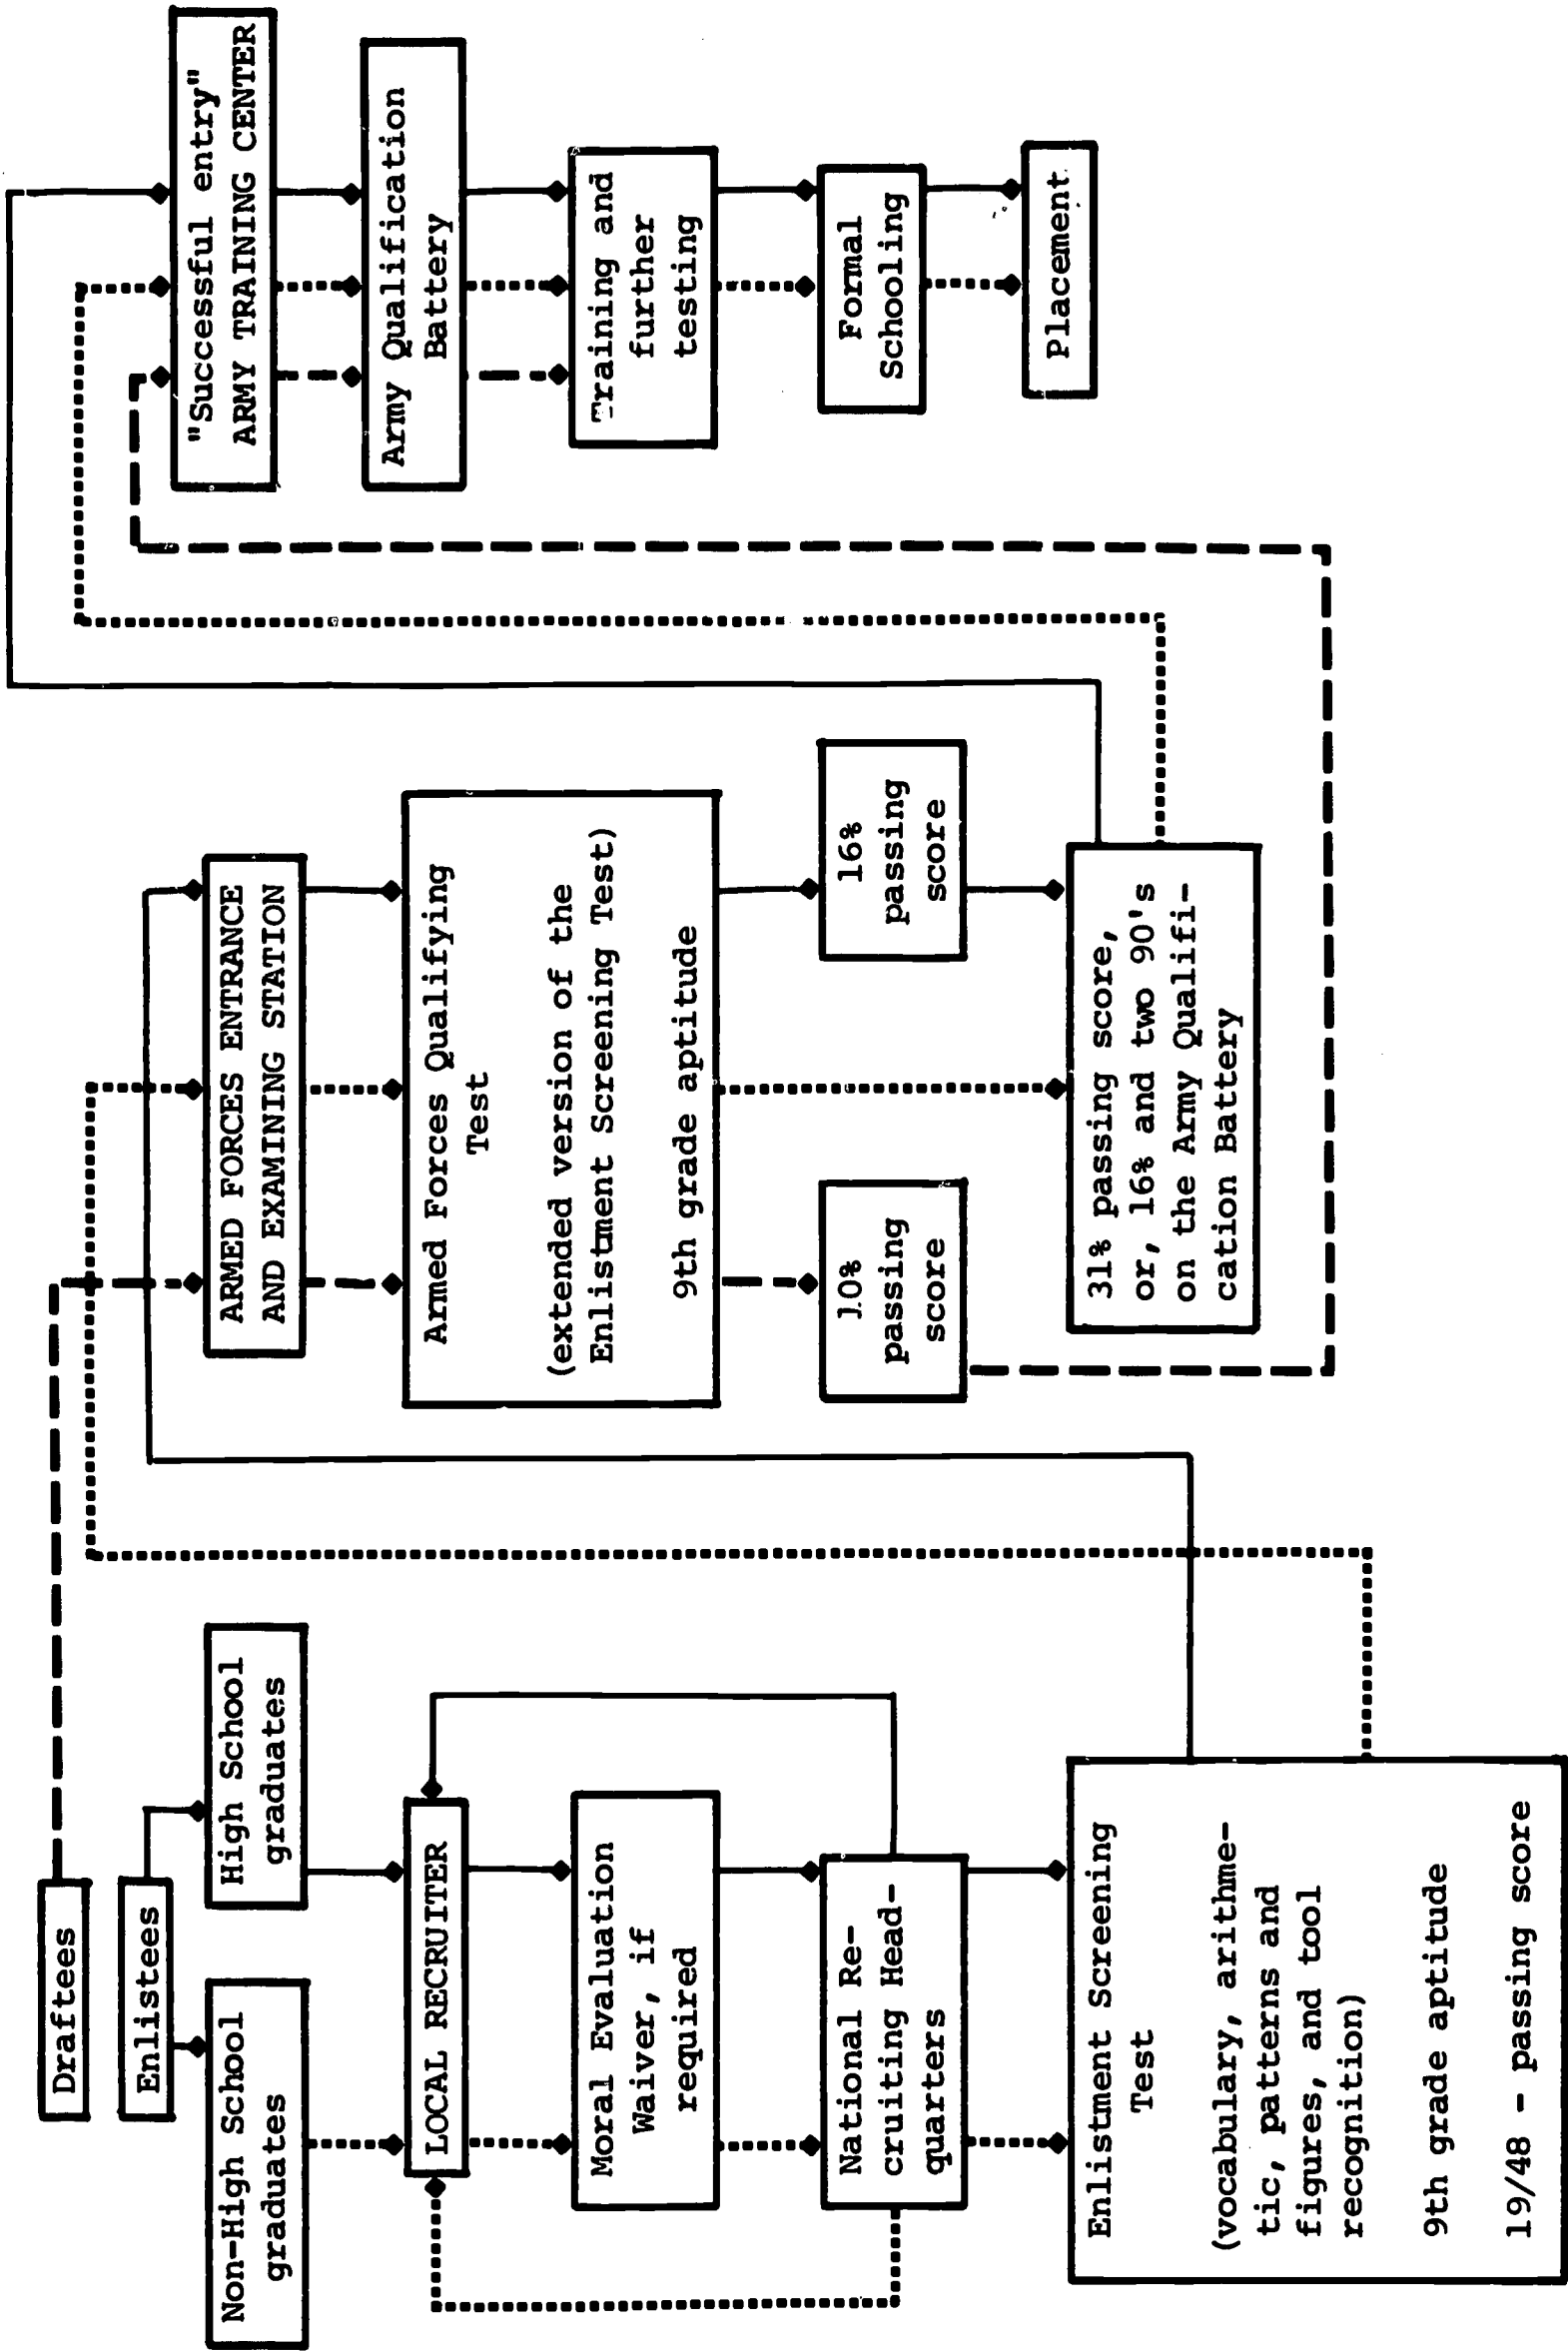 Draftees
Enlistees
Non-High School
graduates
High School
graduates
LOCAL RECRUITER
Moral Evaluation
Waiver, if
required
National Re-
cruiting Head-
quarters
Enlistment Screening
Test
(vocabulary, arithme-
tic, patterns and
figures, and tool
recognition)
9th grade aptitude
19/48 - passing score
ARMED FORCES ENTRANCE
AND EXAMINING STATION
Armed Forces Qualifying
Test
(extended version of the
Enlistment Screening Test)
9th grade aptitude
10%
passing
score
16%
passing
score
31% passing score,
or, 16% and two 90's
on the Army Qualifi-
cation Battery
"Successful entry"
ARMY TRAINING CENTER
Army Qualification
Battery
Training and
further
testing
Formal
Schooling
Placement